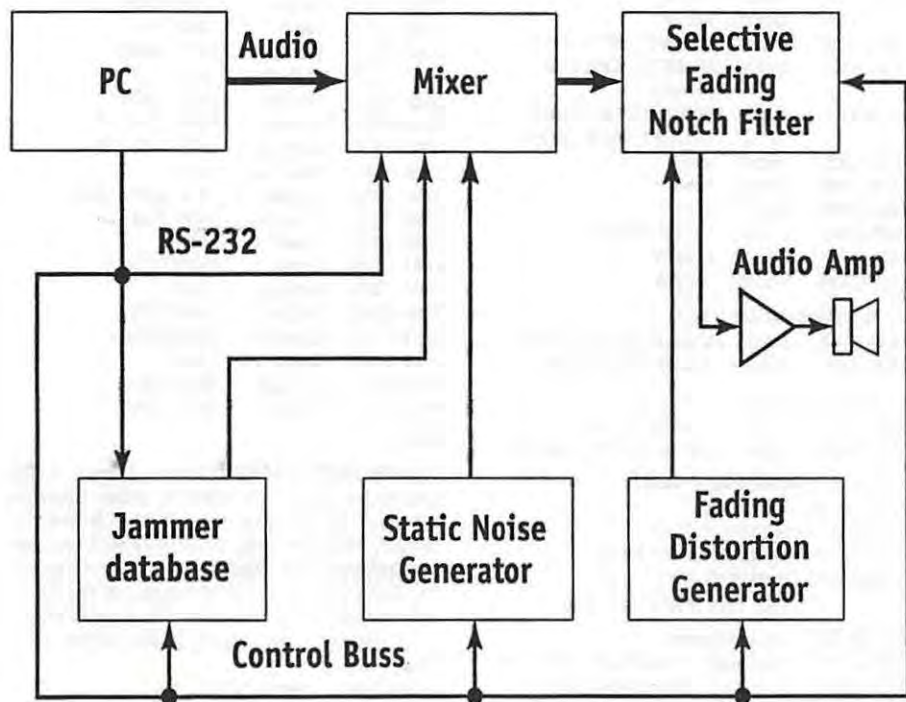 PC
Audio
Mixer
Selective
Fading
Notch Filter
RS-232
Audio Amp
Jammer
database
Static Noise
Generator
Fading
Distortion
Generator
Control Buss